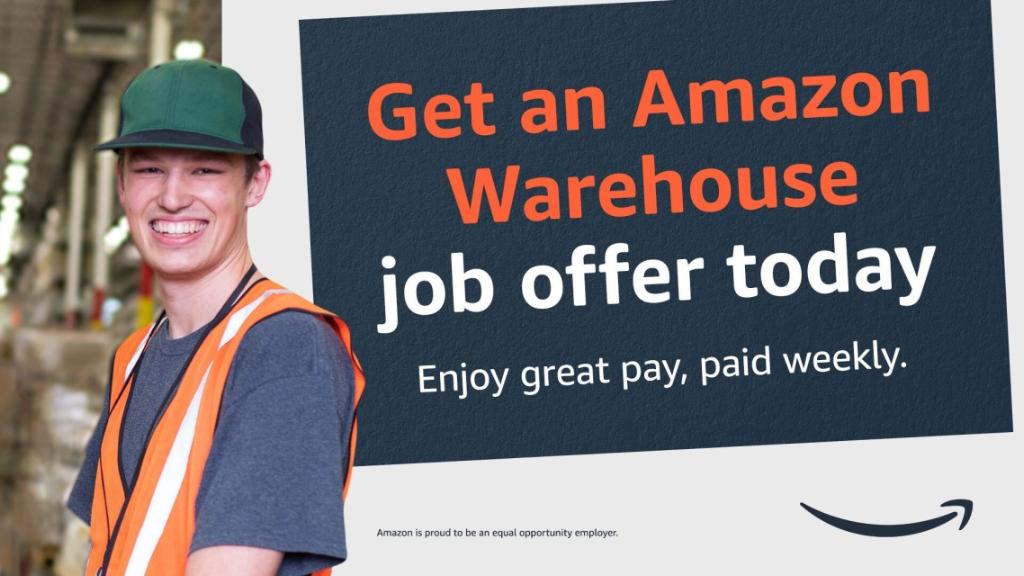 Get an Amazon
Warehouse
job offer today
Enjoy great pay, paid weekly.
Amazon is proud to be an equal opportunity employer.